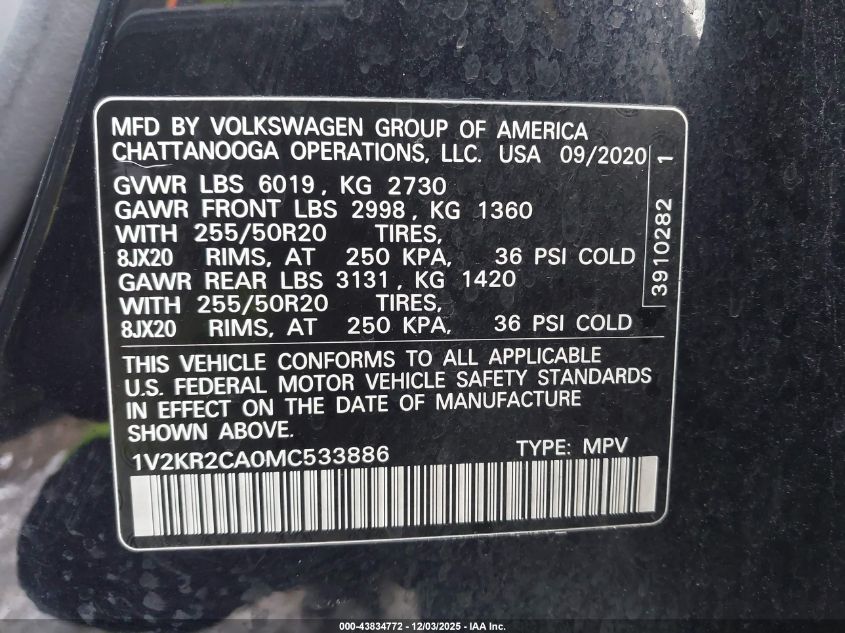 MFD BY VOLKSWAGEN GROUP OF AMERICA
CHATTANOOGA OPERATIONS, LLC. USA 09/2020
GVWR LBS 6019, KG 2730
GAWR FRONT LBS 2998, KG 1360
WITH 255/50R20 TIRES,
8JX20 RIMS, AT 250 KPA, 36 PSI COLD
GAWR REAR LBS 3131, KG 1420
WITH 255/50R20 TIRES,
8JX20 RIMS, AT 250 KPA, 36 PSI COLD
3910282 1
THIS VEHICLE CONFORMS TO ALL APPLICABLE
U.S. FEDERAL MOTOR VEHICLE SAFETY STANDARDS
IN EFFECT ON THE DATE OF MANUFACTURE
SHOWN ABOVE.
1V2KR2CA0MC533886 TYPE: MPV
000-43834772 - 12/03/2025 - IAA Inc.